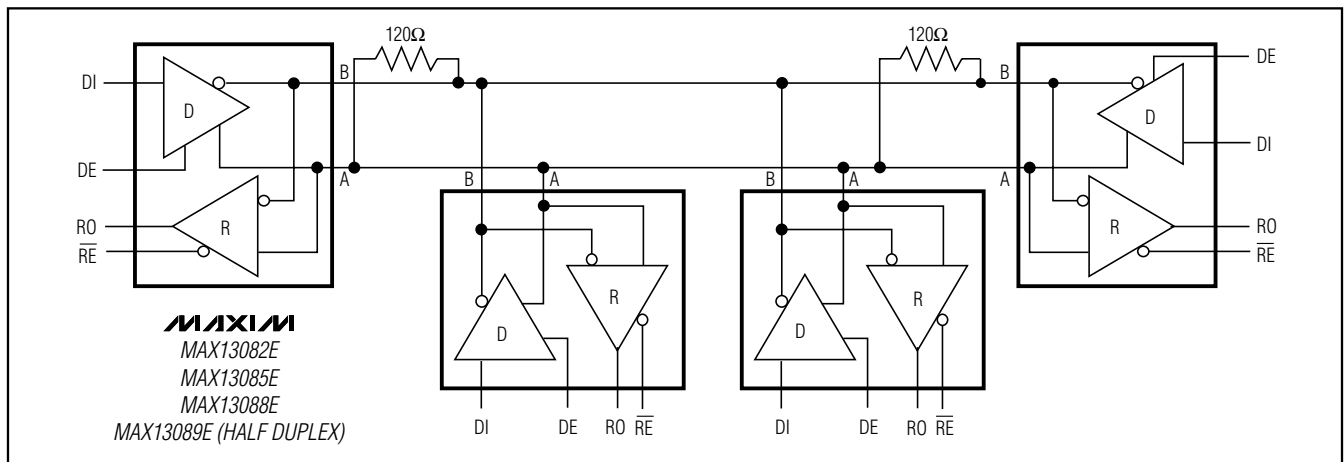 120Ω
120Ω
DI
B
D
DE
A
RO
R
RE
B
DE
D
DI
A
R
RO
RE
B
A
D
R
DI
DE
RO
RE
B
A
D
R
DI
DE
RO
RE
MAXIM
MAX13082E
MAX13085E
MAX13088E
MAX13089E (HALF DUPLEX)